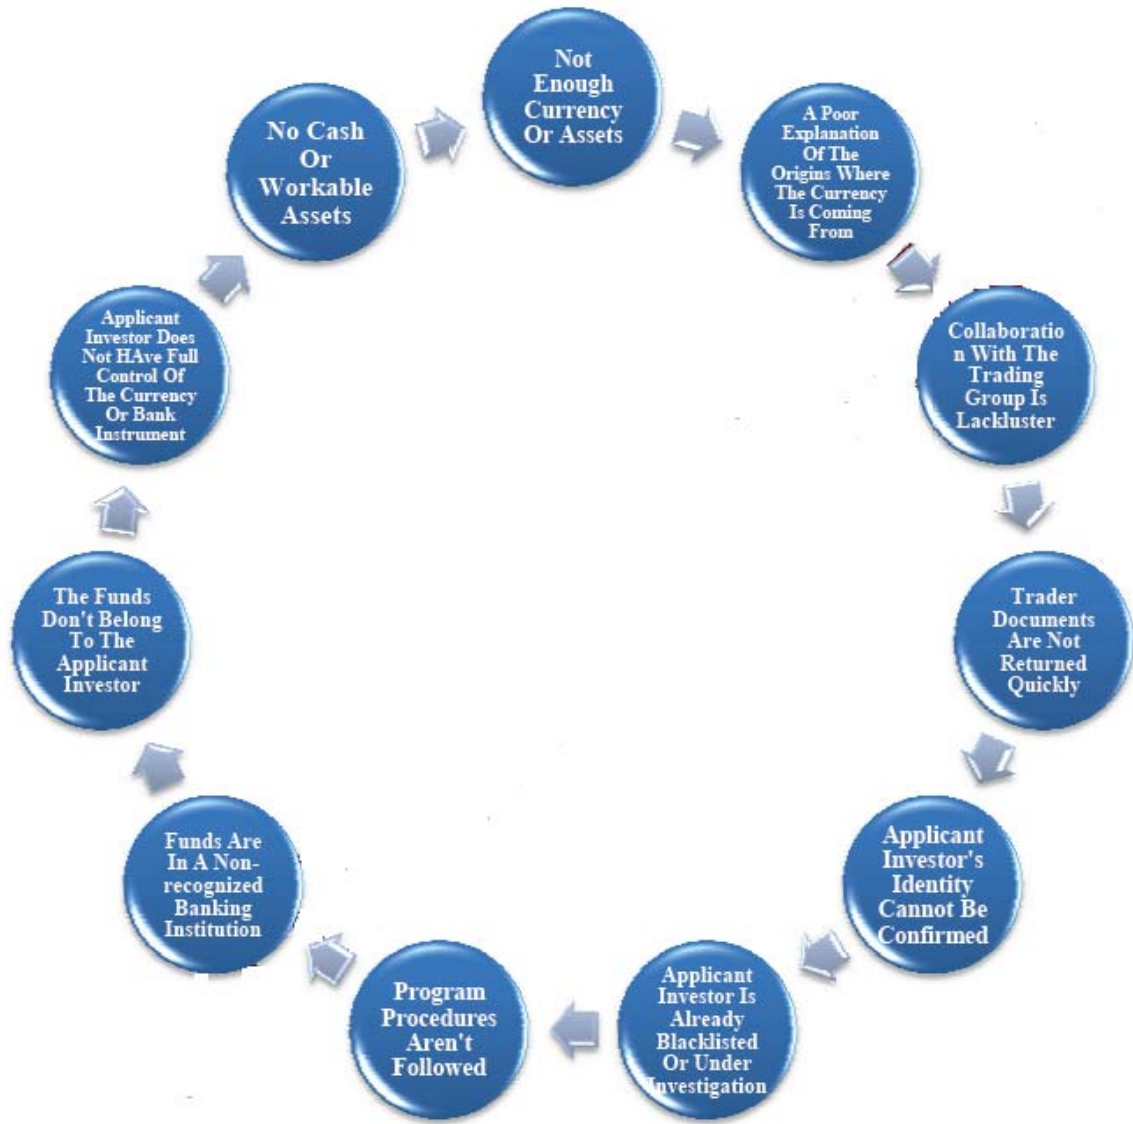 Not
Enough
Currency
Or Assets
A Poor
Explanation
Of The
Origins Where
The Currency
Is Coming
From
Collaboratio
n With The
Trading
Group Is
Lackluster
Trader
Documents
Are Not
Returned
Quickly
Applicant
Investor's
Identity
Cannot Be
Confirmed
Applicant
Investor Is
Already
Blacklisted
Or Under
Investigation
Program
Procedures
Aren't
Followed
Funds Are
In A Non-
recognized
Banking
Institution
The Funds
Don't Belong
To The
Applicant
Investor
Applicant
Investor Does
Not HAve Full
Control Of
The Currency
Or Bank
Instrument
No Cash
Or
Workable
Assets